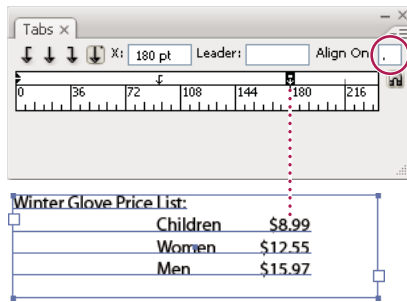 Tabs ×
X: 180 pt Leader: Align On: .
0 36 72 108 144 180 216
Winter Glove Price List:
Children $8.99
Women $12.55
Men $15.97